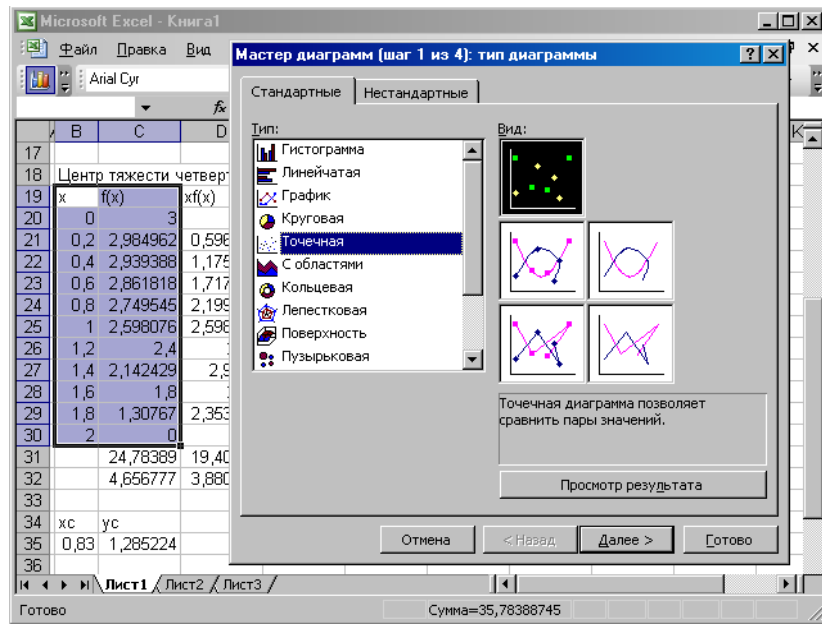 Microsoft Excel - Книга1
Файл Правка Вид
Arial Cyr
fx
Мастер диаграмм (шаг 1 из 4): тип диаграммы
Стандартные Нестандартные
Тип:
Гистограмма
Линейчатая
График
Круговая
Точечная
С областями
Кольцевая
Лепестковая
Поверхность
Пузырьковая
Вид:
Точечная диаграмма позволяет
сравнить пары значений.
Просмотр результата
Отмена < Назад Далее > Готово
B C D K
17
18 Центр тяжести четверт
19 x f(x) xf(x)
20 0 3
21 0,2 2,984962 0,596
22 0,4 2,939388 1,175
23 0,6 2,861818 1,717
24 0,8 2,749545 2,199
25 1 2,598076 2,598
26 1,2 2,4
27 1,4 2,142429 2,9
28 1,6 1,8
29 1,8 1,30767 2,353
30 2 0
31 24,78389 19,40
32 4,656777 3,880
33
34 xc yc
35 0,83 1,285224
36
Лист1 Лист2 Лист3
Готово Сумма=35,78388745